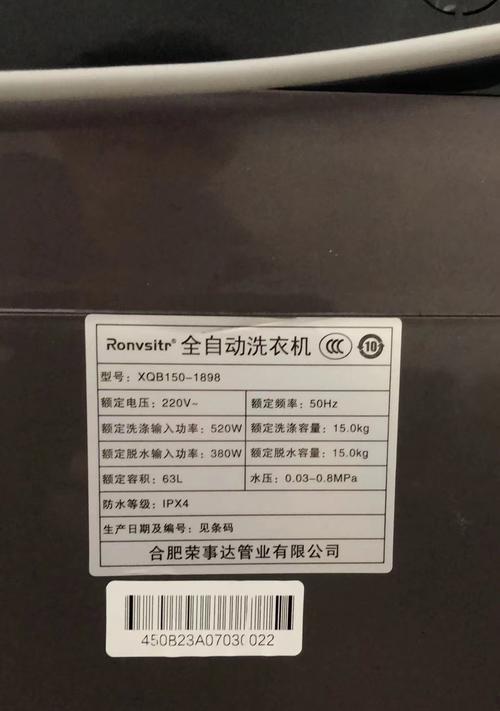 Ronvsitr® 全自动洗衣机 CCC 10
型号：XQB150-1898
额定电压：220V~ 额定频率：50Hz
额定洗涤输入功率：520W 额定洗涤容量：15.0kg
额定脱水输入功率：380W 额定脱水容量：15.0kg
额定容积：63L 水压：0.03-0.8MPa
防水等级：IPX4
生产日期及编号：见条码
合肥荣事达管业有限公司
450B23A0703(022